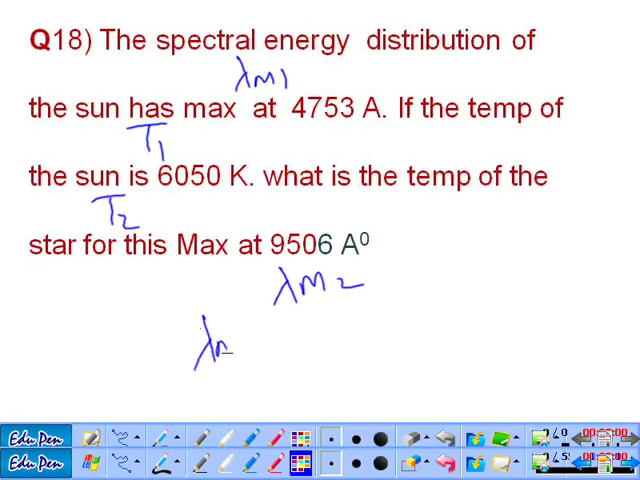 Q18) The spectral energy distribution of
λM1
the sun has max at 4753 A. If the temp of
T1
the sun is 6050 K. what is the temp of the
T2
star for this Max at 9506 A⁰
λM2
λm
Edu Pen
Edu Pen